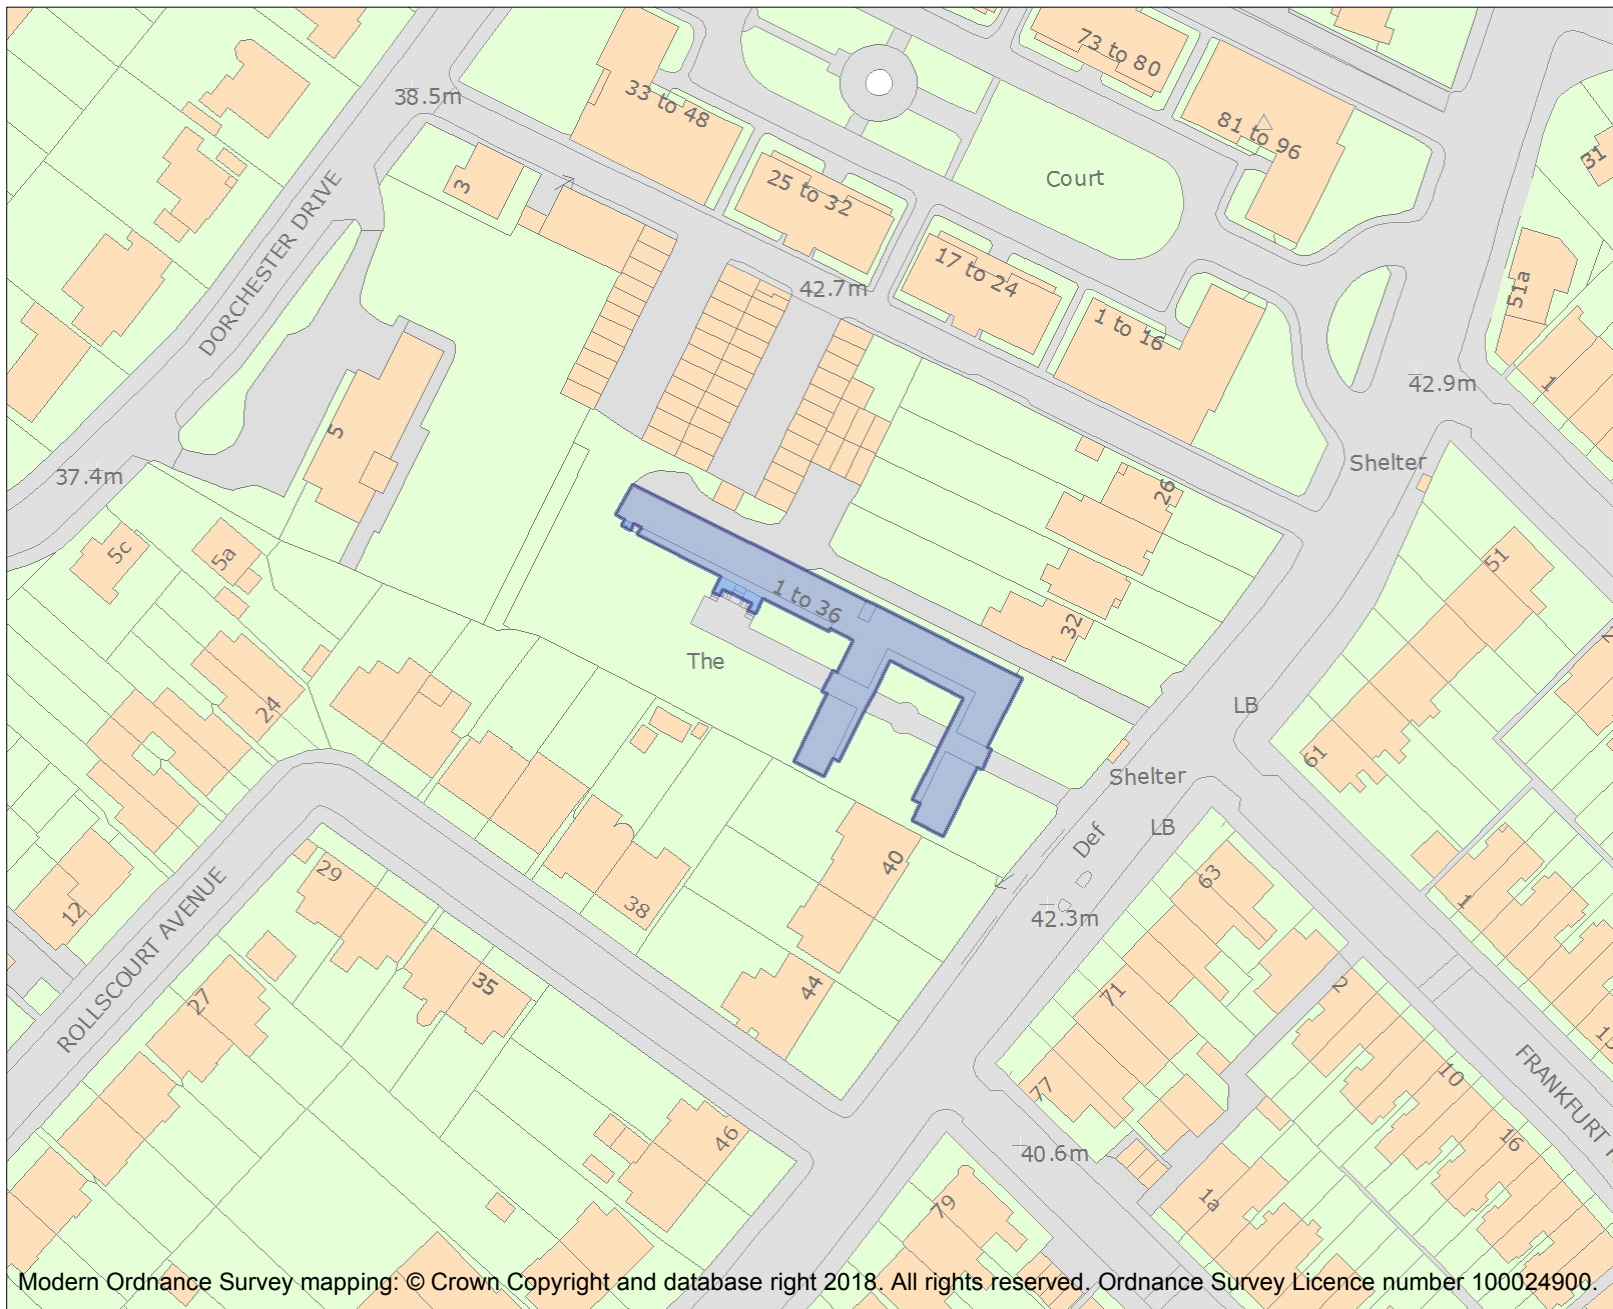 73 to 80
33 to 48
38.5m
81 to 96
31
3
25 to 32
Court
DORCHESTER DRIVE
17 to 24
51a
42.7m
1 to 16
42.9m
1
5
37.4m
Shelter
26
5c
5a
51
1 to 36
32
The
24
LB
61
Shelter
LB
Def
40
29
63
38
1
12
42.3m
ROLLSCOURT AVENUE
35
44
27
71
2
FRANKFURT
10
77
46
16
40.6m
1a
79
Modern Ordnance Survey mapping: © Crown Copyright and database right 2018. All rights reserved. Ordnance Survey Licence number 100024900.